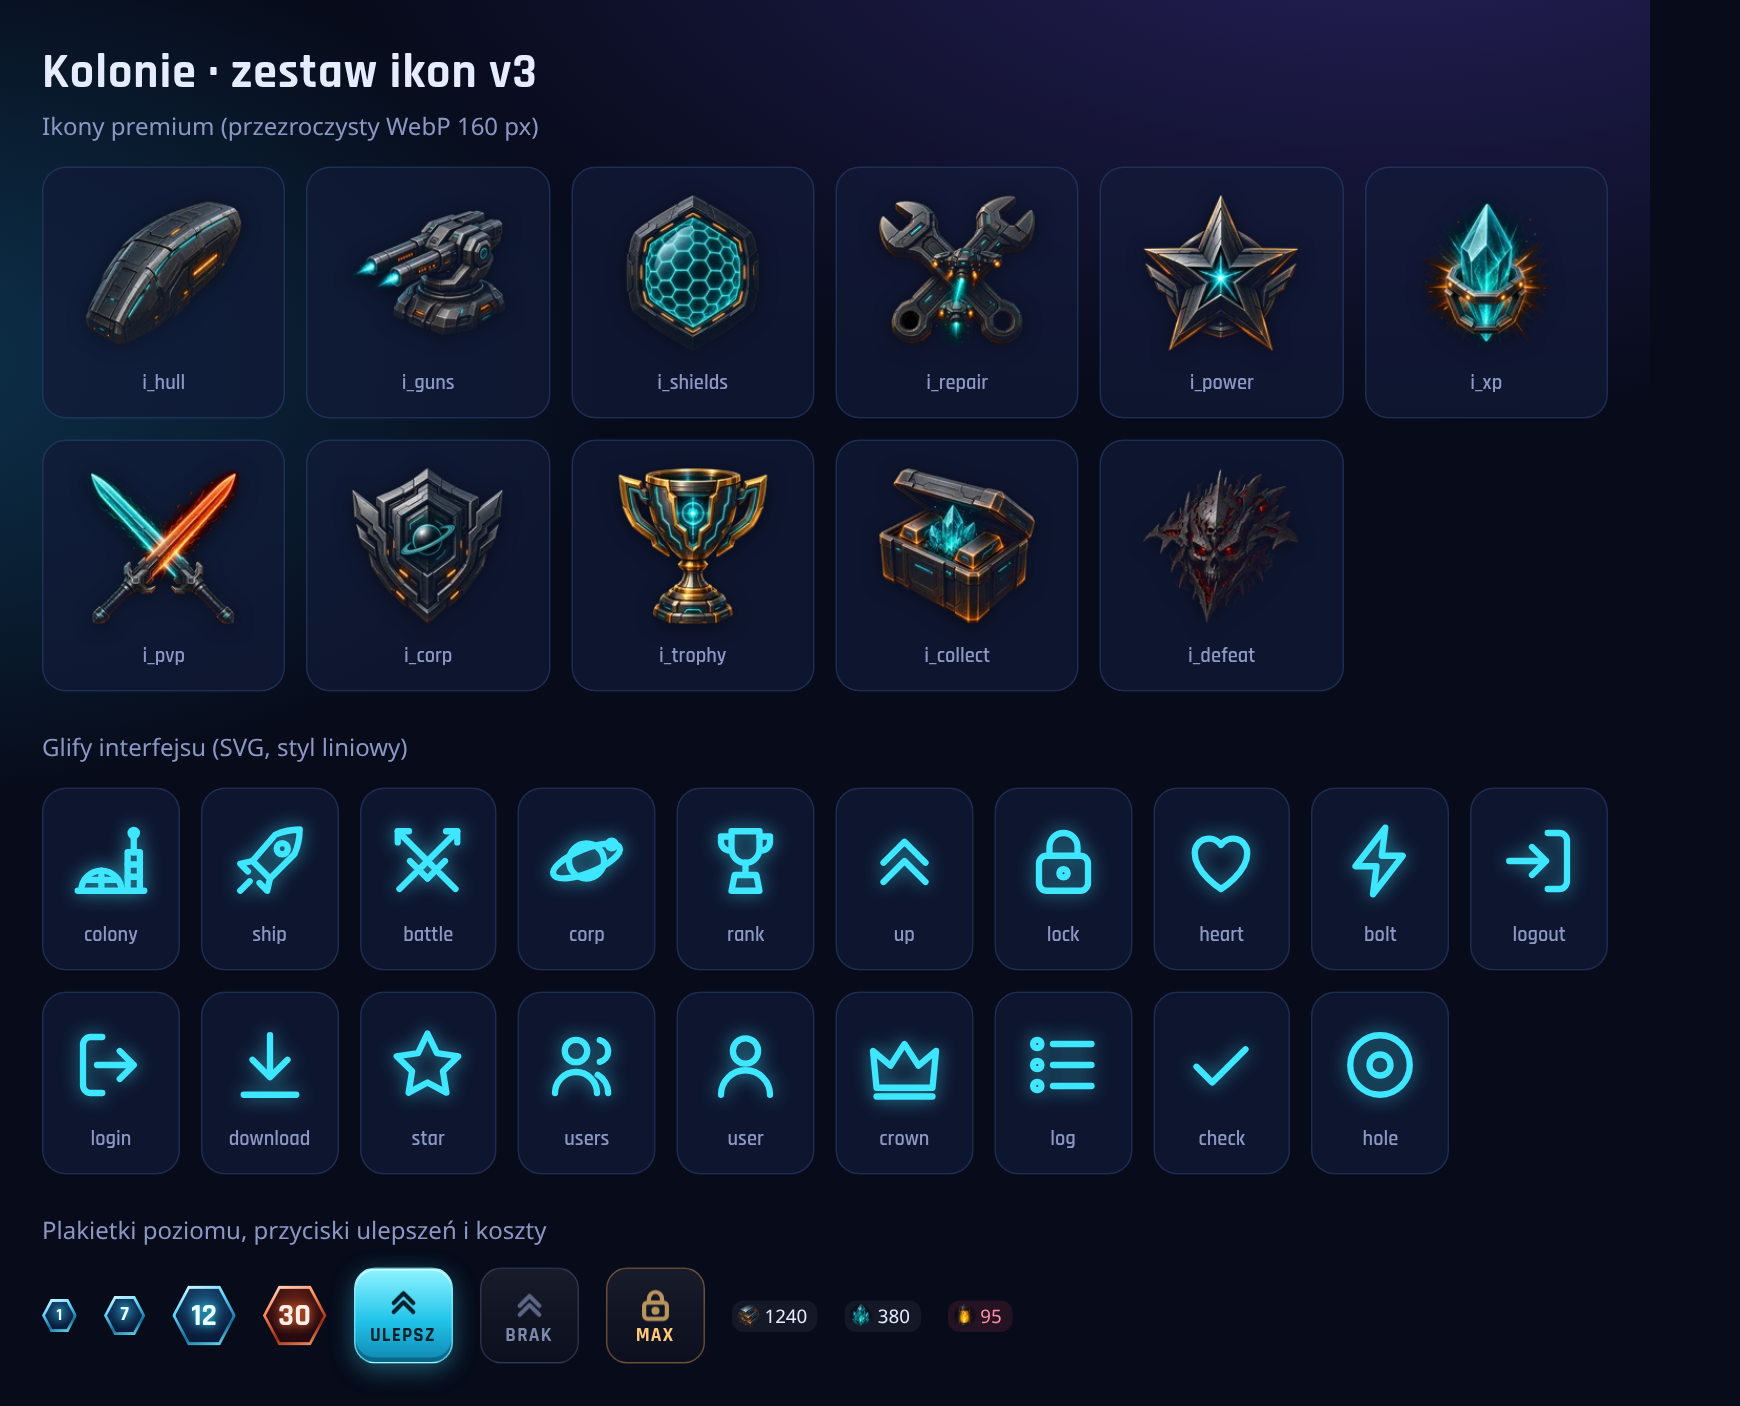 Kolonie · zestaw ikon v3
Ikony premium (przezroczysty WebP 160 px)
i_hull i_guns i_shields i_repair i_power i_xp
i_pvp i_corp i_trophy i_collect i_defeat
Glify interfejsu (SVG, styl liniowy)
colony ship battle corp rank up lock heart bolt logout
login download star users user crown log check hole
Plakietki poziomu, przyciski ulepszeń i koszty
1 7 12 30 ULEPSZ BRAK MAX 1240 380 95